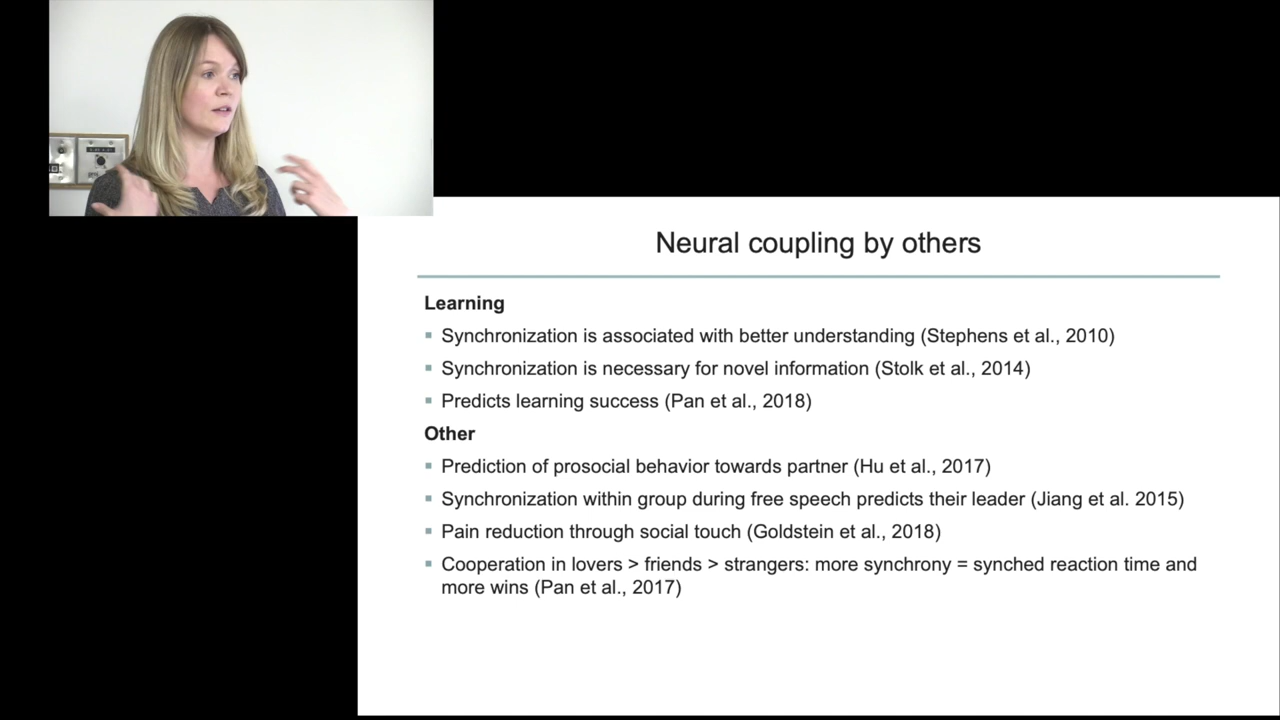 Neural coupling by others
Learning
Synchronization is associated with better understanding (Stephens et al., 2010)
Synchronization is necessary for novel information (Stolk et al., 2014)
Predicts learning success (Pan et al., 2018)
Other
Prediction of prosocial behavior towards partner (Hu et al., 2017)
Synchronization within group during free speech predicts their leader (Jiang et al. 2015)
Pain reduction through social touch (Goldstein et al., 2018)
Cooperation in lovers > friends > strangers: more synchrony = synched reaction time and
more wins (Pan et al., 2017)